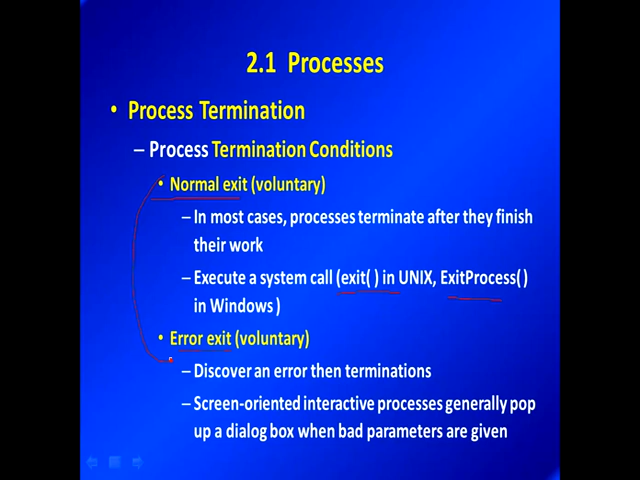 2.1 Processes
• Process Termination
– Process Termination Conditions
• Normal exit (voluntary)
– In most cases, processes terminate after they finish
their work
– Execute a system call (exit( ) in UNIX, ExitProcess( )
in Windows )
• Error exit (voluntary)
– Discover an error then terminations
– Screen-oriented interactive processes generally pop
up a dialog box when bad parameters are given